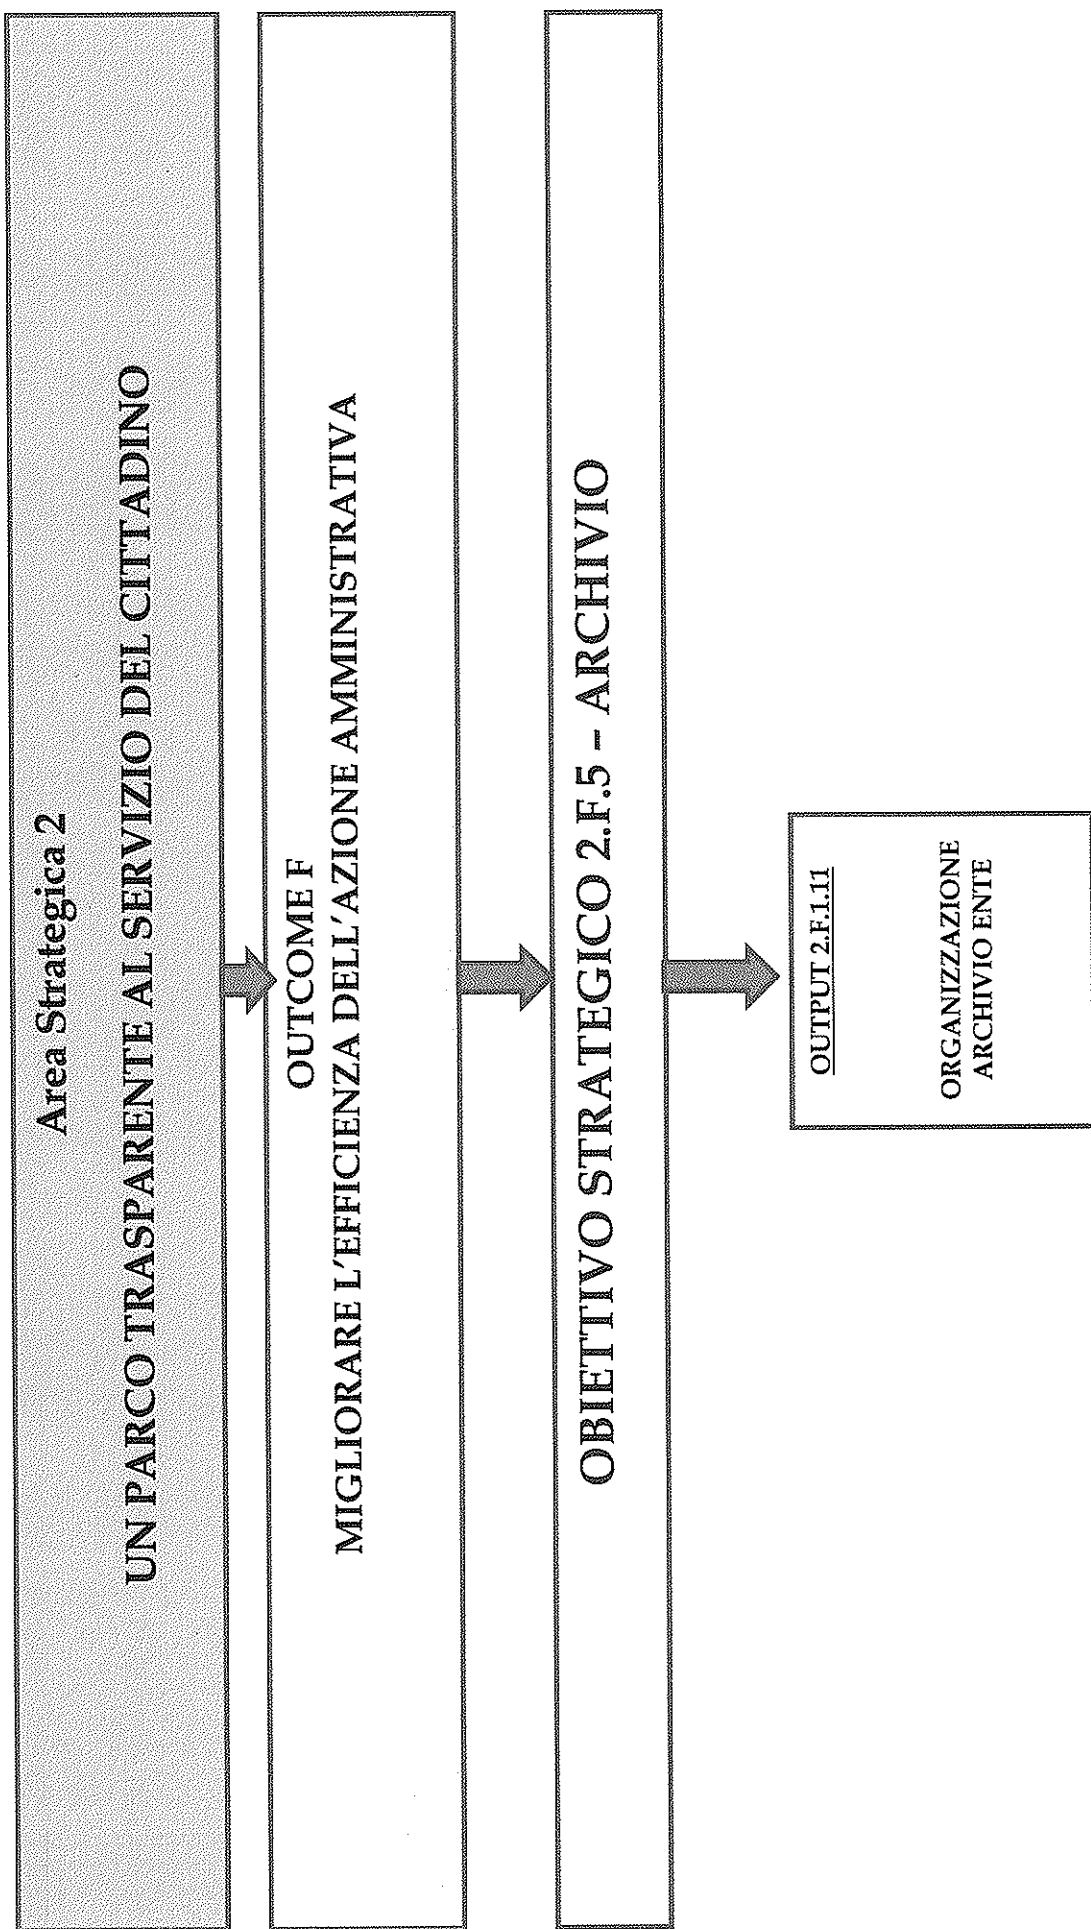 Area Strategica 2
UN PARCO TRASPARENTE AL SERVIZIO DEL CITTADINO
OUTCOME F
MIGLIORARE L'EFFICIENZA DELL'AZIONE AMMINISTRATIVA
OBIETTIVO STRATEGICO 2.F.5 – ARCHIVIO
OUTPUT 2.F.1.11
ORGANIZZAZIONE
ARCHIVIO ENTE